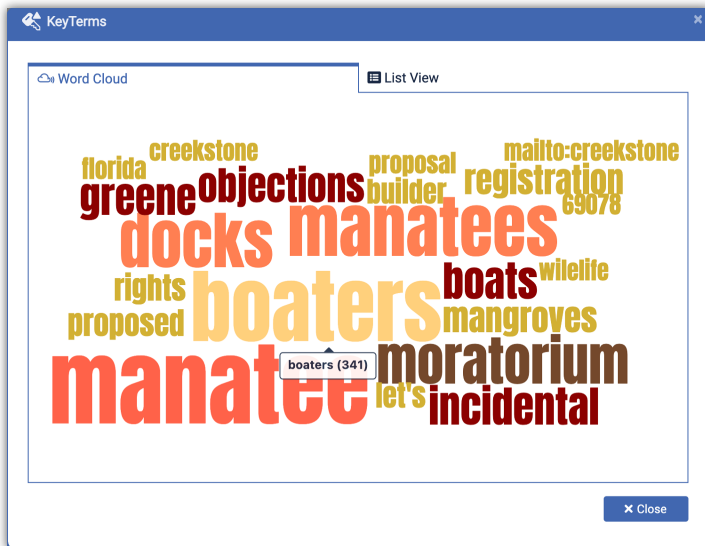 KeyTerms
×
Word Cloud
List View
creekstone
mailto:creekstone
florida
proposal
greene
objections
builder
registration
69078
docks
manatees
rights
boats
wilelife
proposed
boaters
mangroves
boaters (341)
manatee
moratorium
let's
incidental
× Close